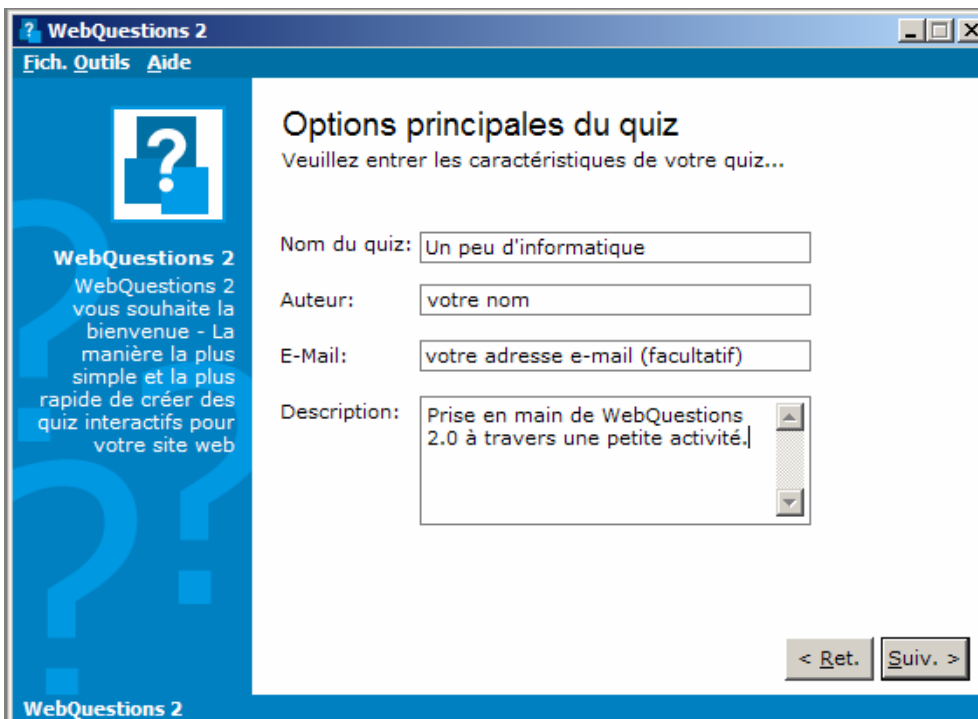 WebQuestions 2
Fich. Outils Aide
WebQuestions 2
WebQuestions 2
vous souhaite la
bienvenue - La
manière la plus
simple et la plus
rapide de créer des
quiz interactifs pour
votre site web
Options principales du quiz
Veuillez entrer les caractéristiques de votre quiz...
Nom du quiz: Un peu d'informatique
Auteur: votre nom
E-Mail: votre adresse e-mail (facultatif)
Description: Prise en main de WebQuestions
2.0 à travers une petite activité.
< Ret. Suiv. >
WebQuestions 2